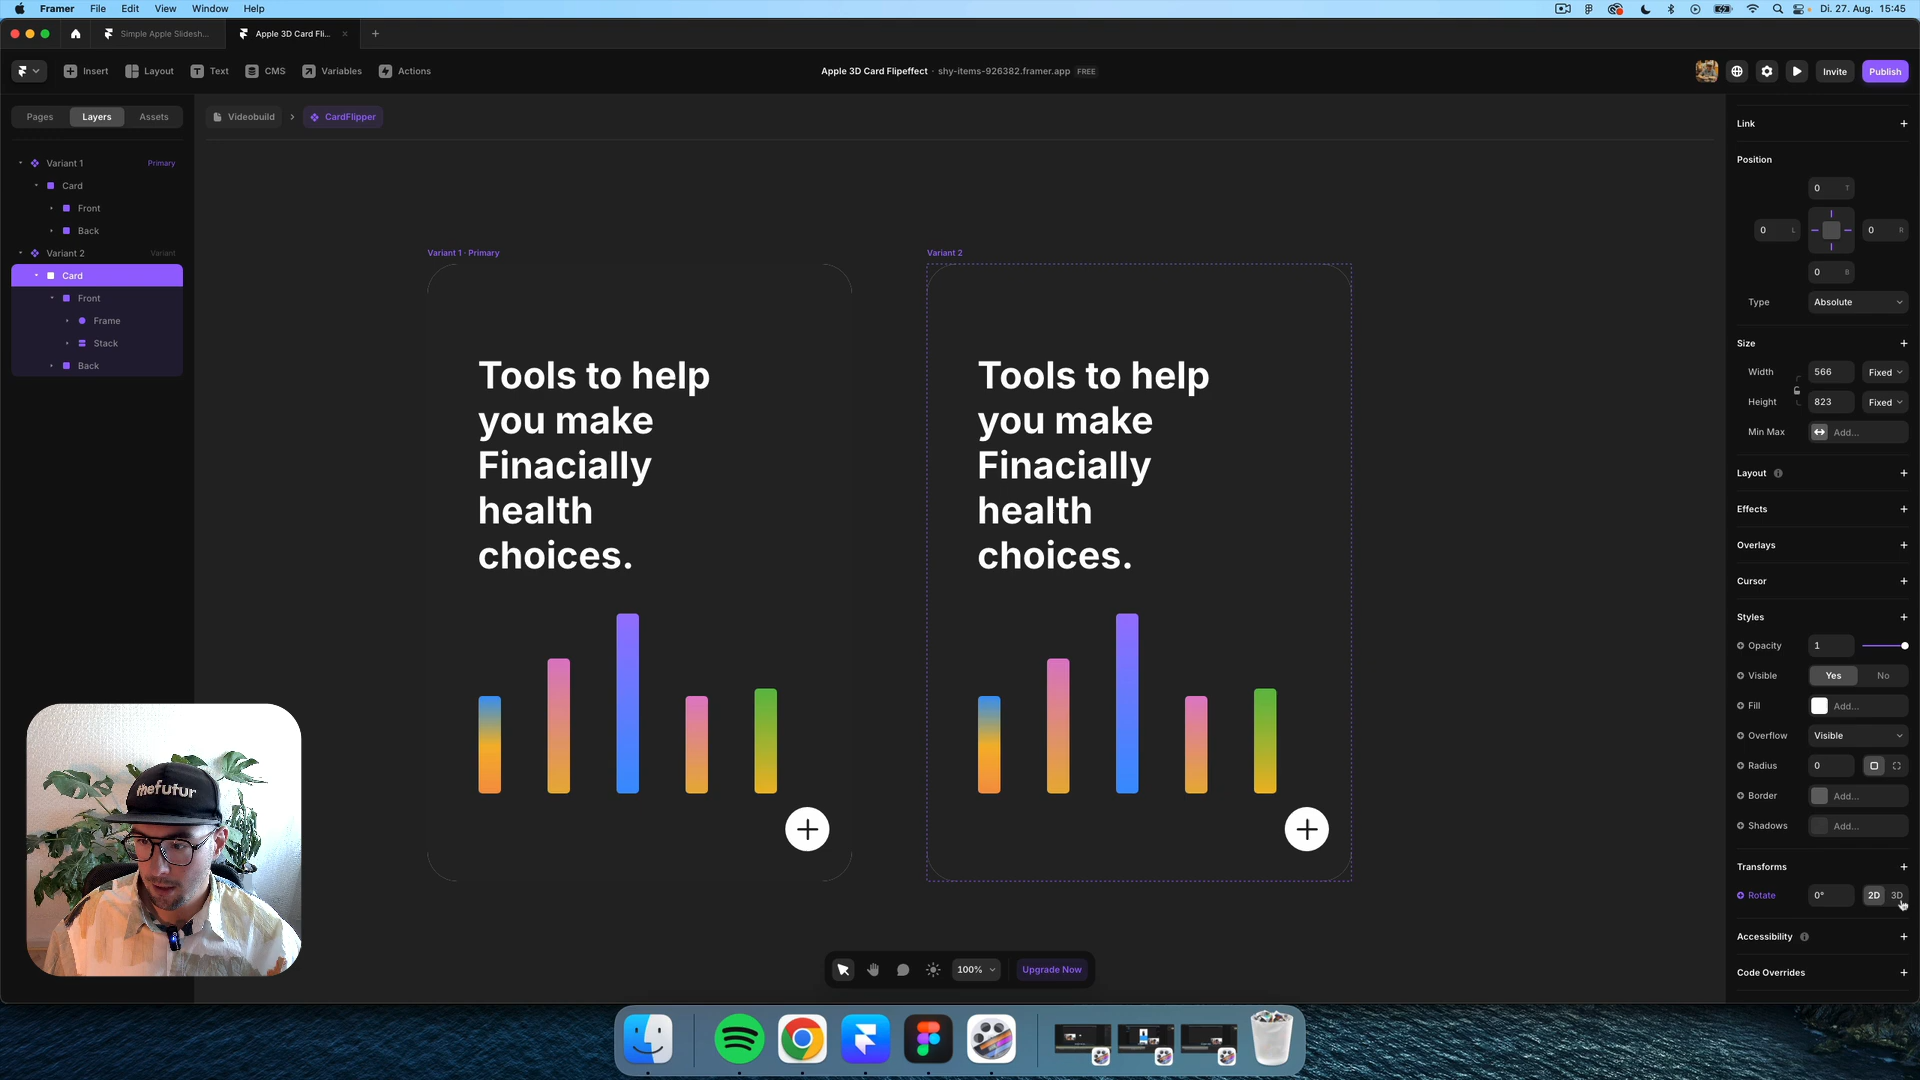 Framer File Edit View Window Help
Di. 27. Aug. 15:45
Simple Apple Slidesh...
Apple 3D Card Fli...
Insert Layout Text CMS Variables Actions
Apple 3D Card Flipeffect · shy-items-926382.framer.app FREE
Invite Publish
Pages Layers Assets
Variant 1 Primary
Card
Front
Back
Variant 2 Variant
Card
Front
Frame
Stack
Back
Videobuild CardFlipper
Variant 1 · Primary
Tools to help
you make
Finacially
health
choices.
Variant 2
Tools to help
you make
Finacially
health
choices.
100% Upgrade Now
Link
Position
0 T
0 L
0 R
0 B
Type Absolute
Size
Width 566 Fixed
Height 823 Fixed
Min Max Add...
Layout
Effects
Overlays
Cursor
Styles
Opacity 1
Visible Yes No
Fill Add...
Overflow Visible
Radius 0
Border Add...
Shadows Add...
Transforms
Rotate 0° 2D 3D
Accessibility
Code Overrides
thefutur